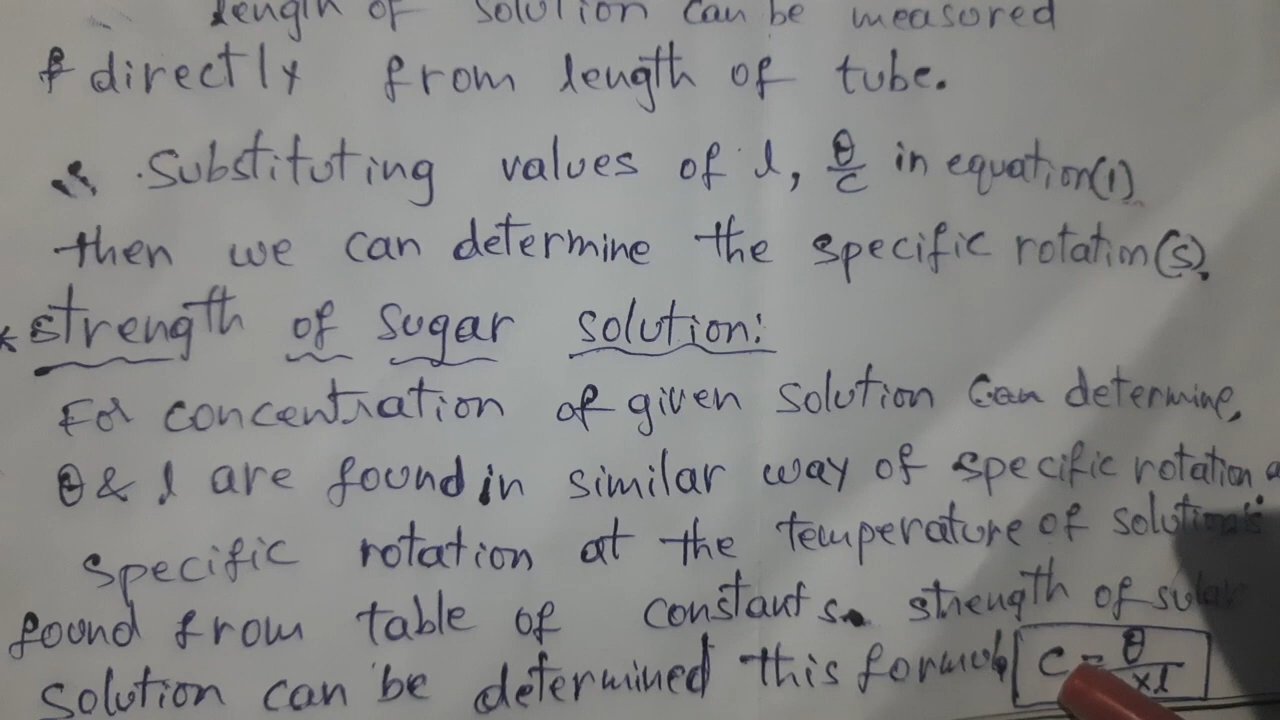 length of solution can be measured
directly from length of tube.
∴ Substituting values of l, θ/c in equation(1)
then we can determine the specific rotation(s).
* strength of sugar solution:
For concentration of given solution can determine,
θ & l are found in similar way of specific rotation
specific rotation at the temperature of solution
found from table of constants. strength of
solution can be determined this formula C = θ/xl